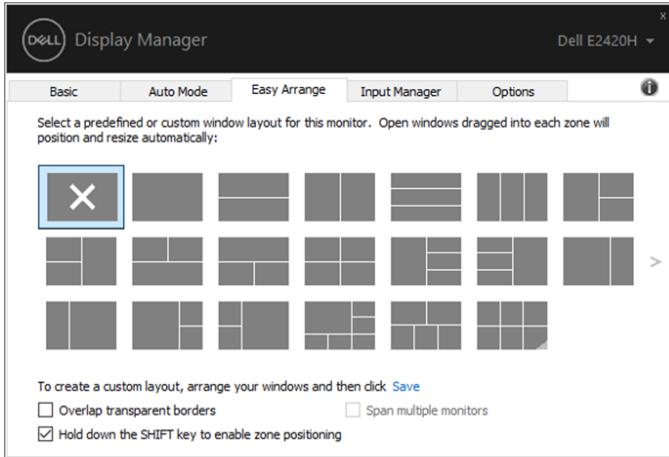 x
DELL Display Manager
Dell E2420H
Basic Auto Mode Easy Arrange Input Manager Options
Select a predefined or custom window layout for this monitor. Open windows dragged into each zone will
position and resize automatically:
To create a custom layout, arrange your windows and then click Save
Overlap transparent borders Span multiple monitors
Hold down the SHIFT key to enable zone positioning